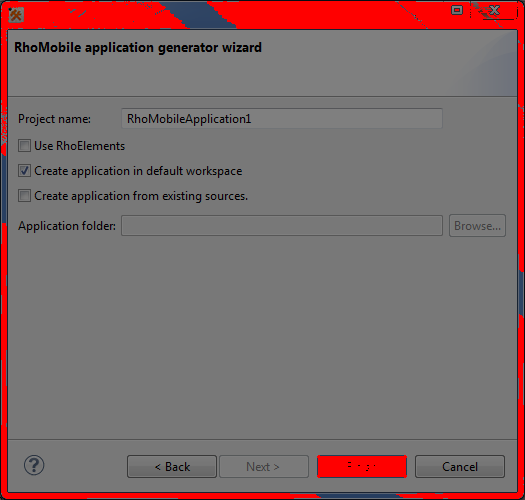 RhoMobile application generator wizard
Project name: RhoMobileApplication1
Use RhoElements
Create application in default workspace
Create application from existing sources.
Application folder: Browse...
< Back Next > Cancel